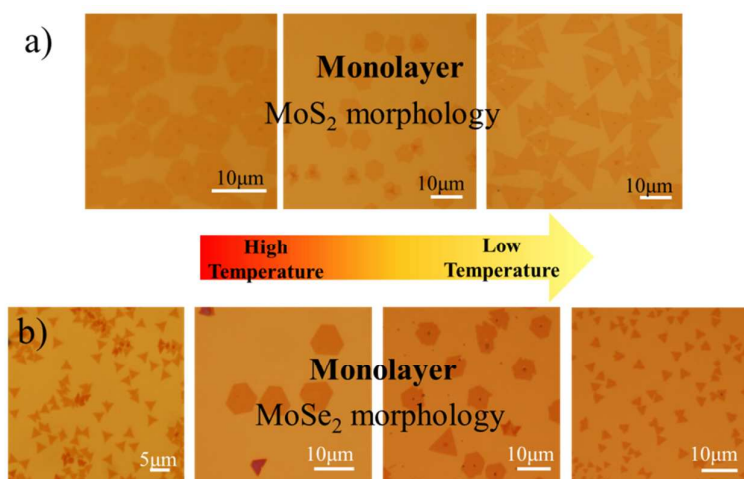 a)
Monolayer
MoS₂ morphology
10μm
10μm
10μm
High
Temperature
Low
Temperature
b)
Monolayer
MoSe₂ morphology
5μm
10μm
10μm
10μm